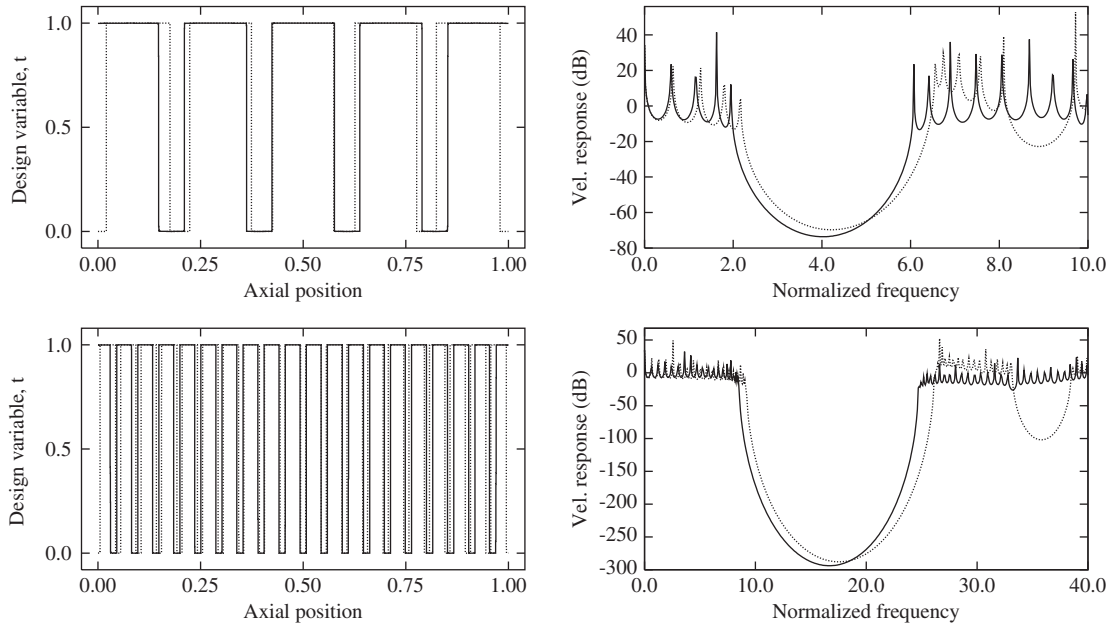 1.0
0.5
0.0
Design variable, t
0.00 0.25 0.50 0.75 1.00
Axial position
40
20
0
-20
-40
-60
-80
Vel. response (dB)
0.0 2.0 4.0 6.0 8.0 10.0
Normalized frequency
1.0
0.5
0.0
Design variable, t
0.00 0.25 0.50 0.75 1.00
Axial position
50
0
-50
-100
-150
-200
-250
-300
Vel. response (dB)
0.0 10.0 20.0 30.0 40.0
Normalized frequency